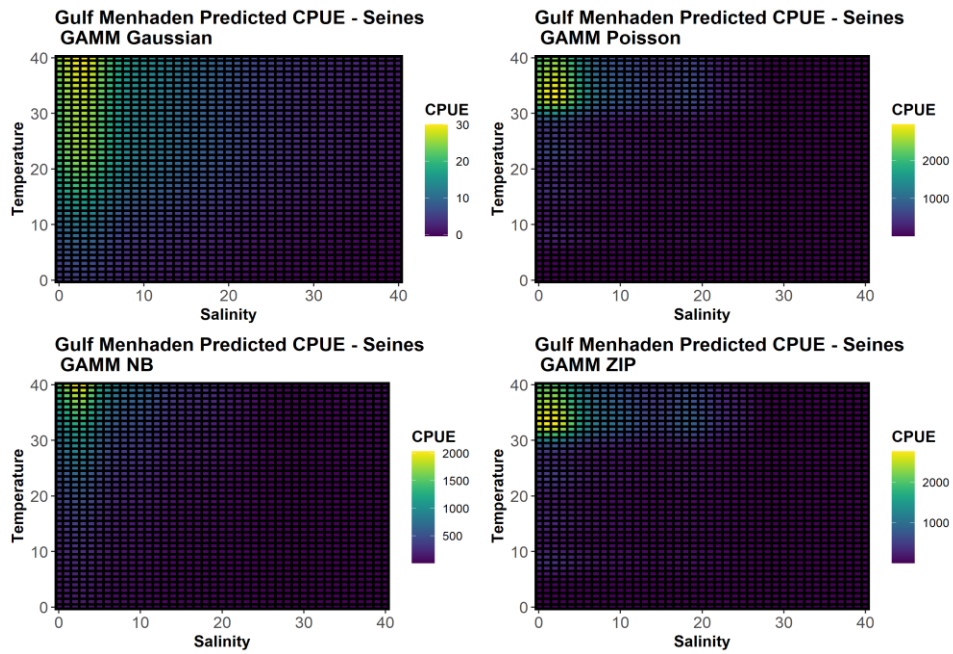 Gulf Menhaden Predicted CPUE - Seines
GAMM Gaussian
40
30
20
10
0
Temperature
0 10 20 30 40
Salinity
CPUE
30
20
10
0
Gulf Menhaden Predicted CPUE - Seines
GAMM Poisson
40
30
20
10
0
Temperature
0 10 20 30 40
Salinity
CPUE
2000
1000
Gulf Menhaden Predicted CPUE - Seines
GAMM NB
40
30
20
10
0
Temperature
0 10 20 30 40
Salinity
CPUE
2000
1500
1000
500
Gulf Menhaden Predicted CPUE - Seines
GAMM ZIP
40
30
20
10
0
Temperature
0 10 20 30 40
Salinity
CPUE
2000
1000